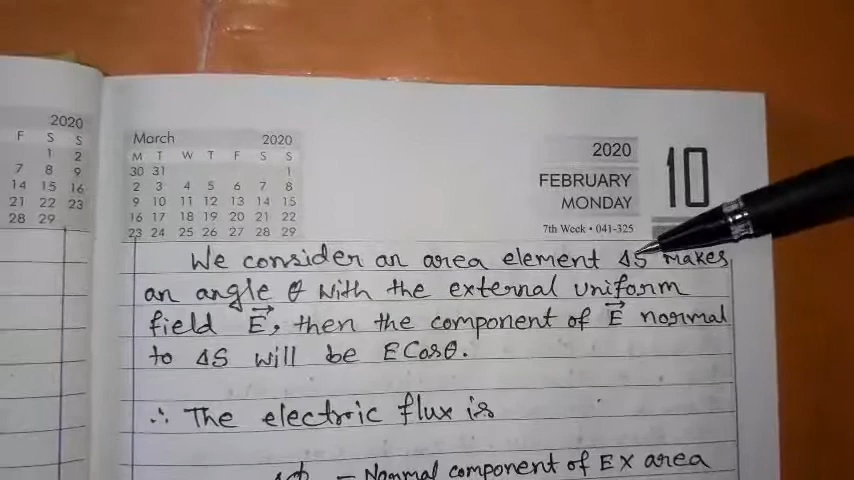 2020
F S S
1 2
7 8 9
14 15 16
21 22 23
28 29
March 2020
M T W T F S S
30 31 1
2 3 4 5 6 7 8
9 10 11 12 13 14 15
16 17 18 19 20 21 22
23 24 25 26 27 28 29
2020
FEBRUARY
MONDAY
10
7th Week • 041-325
We consider an area element ΔS makes
an angle θ with the external uniform
field E⃗, then the component of E⃗ normal
to ΔS will be ECosθ.
∴ The electric flux is
Δϕ = Normal component of E X area